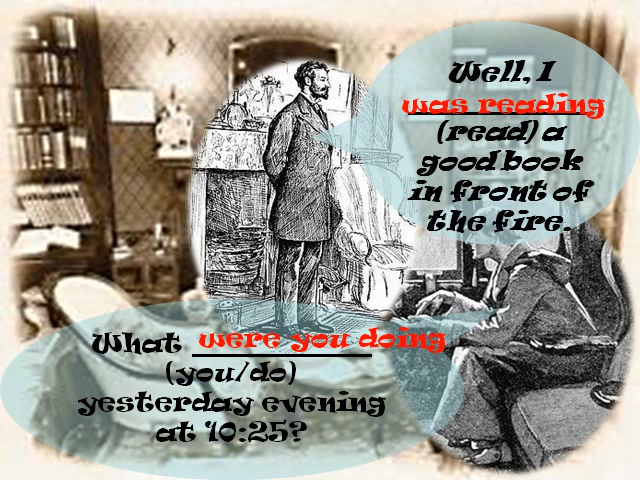 Well, I
was reading
(read) a
good book
in front of
the fire.
What were you doing
(you/do)
yesterday evening
at 10:25?